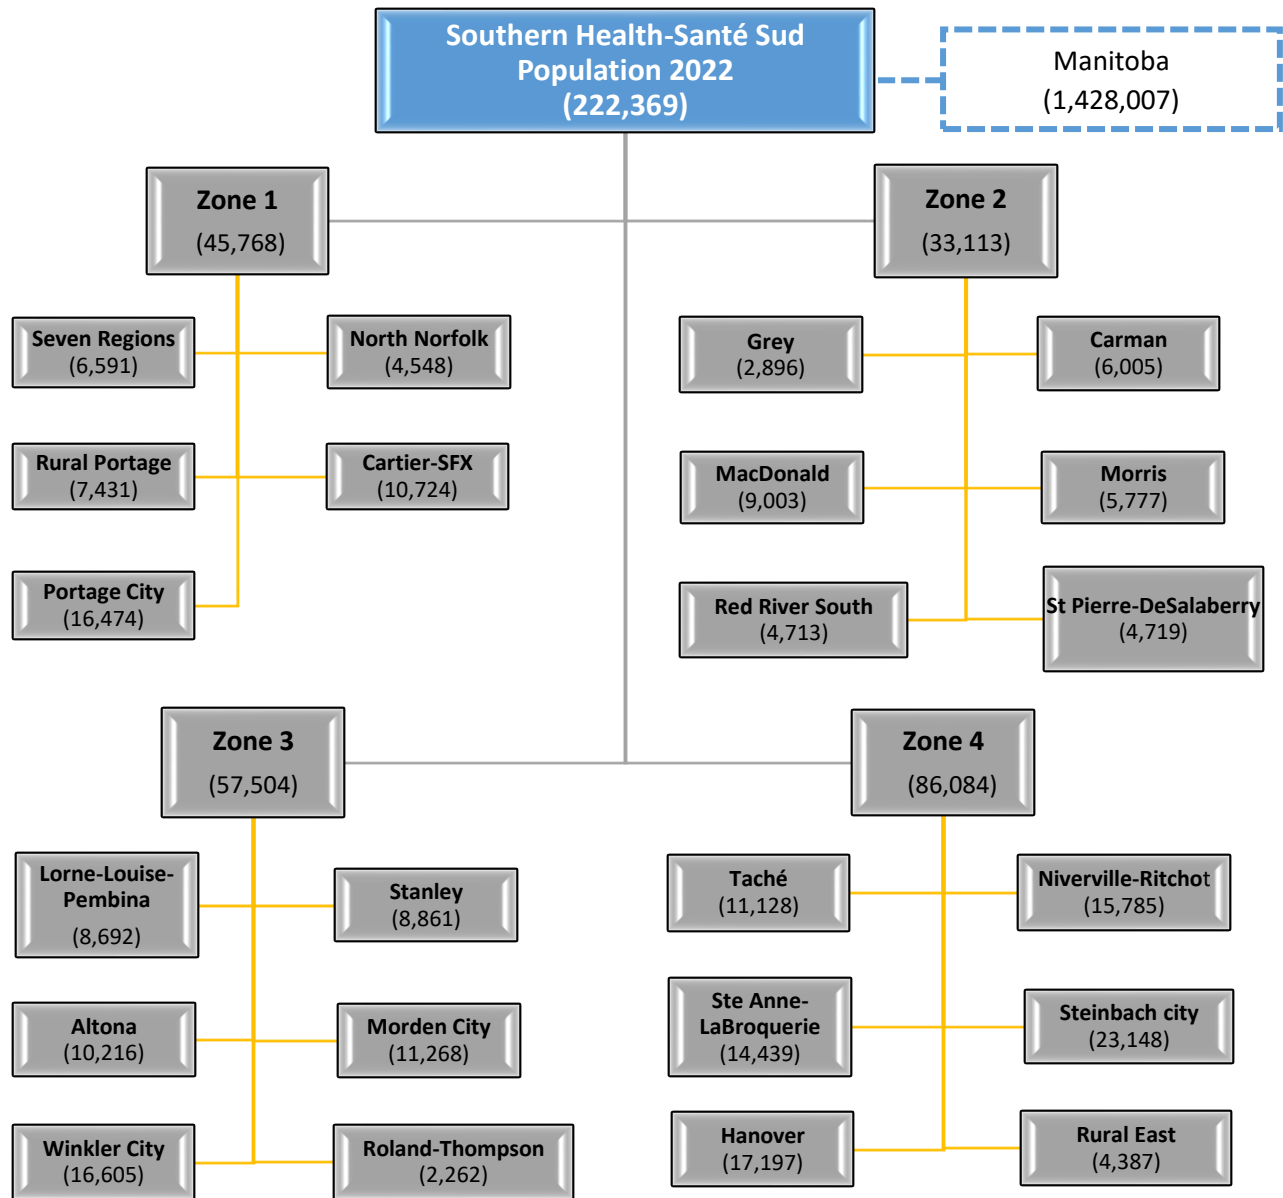 Southern Health-Santé Sud
Population 2022
(222,369)
Manitoba
(1,428,007)
Zone 1
(45,768)
Zone 2
(33,113)
Seven Regions
(6,591)
North Norfolk
(4,548)
Grey
(2,896)
Carman
(6,005)
Rural Portage
(7,431)
Cartier-SFX
(10,724)
MacDonald
(9,003)
Morris
(5,777)
Portage City
(16,474)
Red River South
(4,713)
St Pierre-DeSalaberry
(4,719)
Zone 3
(57,504)
Zone 4
(86,084)
Lorne-Louise-
Pembina
(8,692)
Stanley
(8,861)
Taché
(11,128)
Niverville-Ritchot
(15,785)
Altona
(10,216)
Morden City
(11,268)
Ste Anne-
LaBroquerie
(14,439)
Steinbach city
(23,148)
Winkler City
(16,605)
Roland-Thompson
(2,262)
Hanover
(17,197)
Rural East
(4,387)